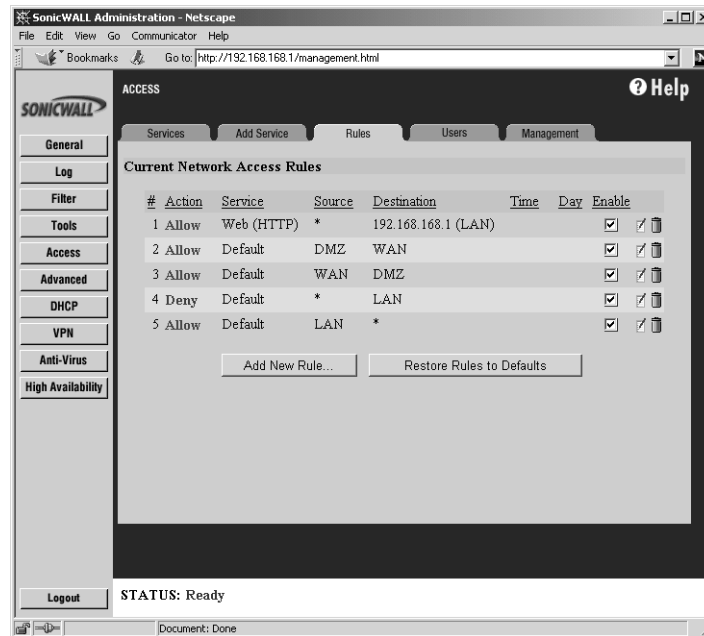 SonicWALL Administration - Netscape
File Edit View Go Communicator Help
Bookmarks Go to: http://192.168.168.1/management.html N
SONICWALL ACCESS ? Help
Services Add Service Rules Users Management
General
Log
Filter
Tools
Access
Advanced
DHCP
VPN
Anti-Virus
High Availability
Logout
Current Network Access Rules
# Action Service Source Destination Time Day Enable
1 Allow Web (HTTP) * 192.168.168.1 (LAN)
2 Allow Default DMZ WAN
3 Allow Default WAN DMZ
4 Deny Default * LAN
5 Allow Default LAN *
Add New Rule... Restore Rules to Defaults
STATUS: Ready
Document: Done